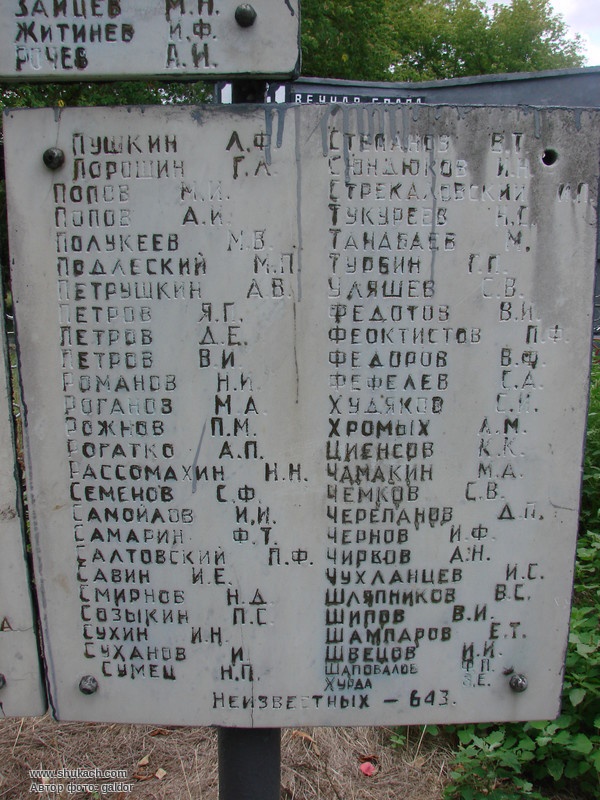 ЗАЙЦЕВ М.Н.
ЖИТИНЕВ И.Ф.
РОЧЕВ А.И.
ВЕЧНАЯ СЛАВА
ПУШКИН Л.Ф.
ПОРОШИН Г.А.
ПОПОВ М.И.
ПОПОВ А.И.
ПОЛУКЕЕВ М.В.
ПОДЛЕСКИЙ М.П.
ПЕТРУШКИН А.В.
ПЕТРОВ Я.Г.
ПЕТРОВ Д.Е.
ПЕТРОВ В.И.
РОМАНОВ Н.И.
РОГАНОВ М.А.
РОЖНОВ П.М.
РОГАТКО А.П.
РАССОМАХИН Н.Н.
СЕМЕНОВ С.Ф.
САМОЙЛОВ И.И.
САМАРИН Ф.Т.
САЛТОВСКИЙ П.Ф.
САВИН И.Е.
СМИРНОВ Н.Д.
СОЗЫКИН П.С.
СУХИН И.Н.
СУХАНОВ И.
СУМЕЦ Н.П.
СТЕПАНОВ В.Т.
СЮНДЮКОВ И.Н.
СТРЕКАЛОВСКИЙ
ТУКУРЕЕВ Н.Г.
ТАНАБАЕВ М.
ТУРБИН Г.Г.
УЛЯШЕВ С.В.
ФЕДОТОВ В.И.
ФЕОКТИСТОВ П.Ф.
ФЕДОРОВ В.Ф.
ФЕФЕЛЕВ Г.А.
ХУДЯКОВ С.И.
ХРОМЫХ А.М.
ЦИЕНСОВ К.К.
ЧАМАКИН М.А.
ЧЕМКОВ С.В.
ЧЕРЕПАНОВ Д.П.
ЧЕРНОВ И.Ф.
ЧИРКОВ А.Н.
ЧУХЛАНЦЕВ И.С.
ШЛЯПНИКОВ В.С.
ШИПОВ В.И.
ШАМПАРОВ Е.Т.
ШВЕЦОВ И.И.
ШАПОВАЛОВ Ф.П.
ХУРДА З.Е.
НЕИЗВЕСТНЫХ – 643.
www.shukach.com
Автор фото: galdor